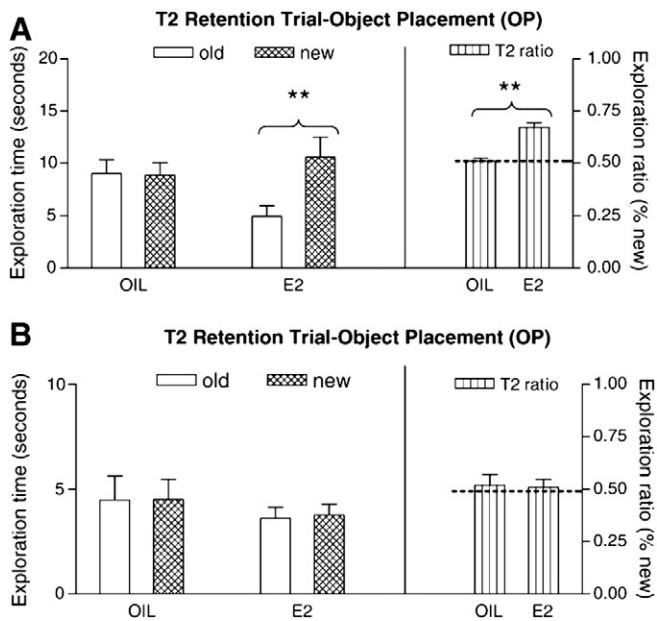 A
T2 Retention Trial-Object Placement (OP)
old new T2 ratio
Exploration time (seconds)
20
15
10
5
0
** **
1.00
0.75
0.50
0.25
0.00
Exploration ratio (% new)
OIL E2 OIL E2
B
T2 Retention Trial-Object Placement (OP)
old new T2 ratio
Exploration time (seconds)
10
5
0
1.00
0.75
0.50
0.25
0.00
Exploration ratio (% new)
OIL E2 OIL E2